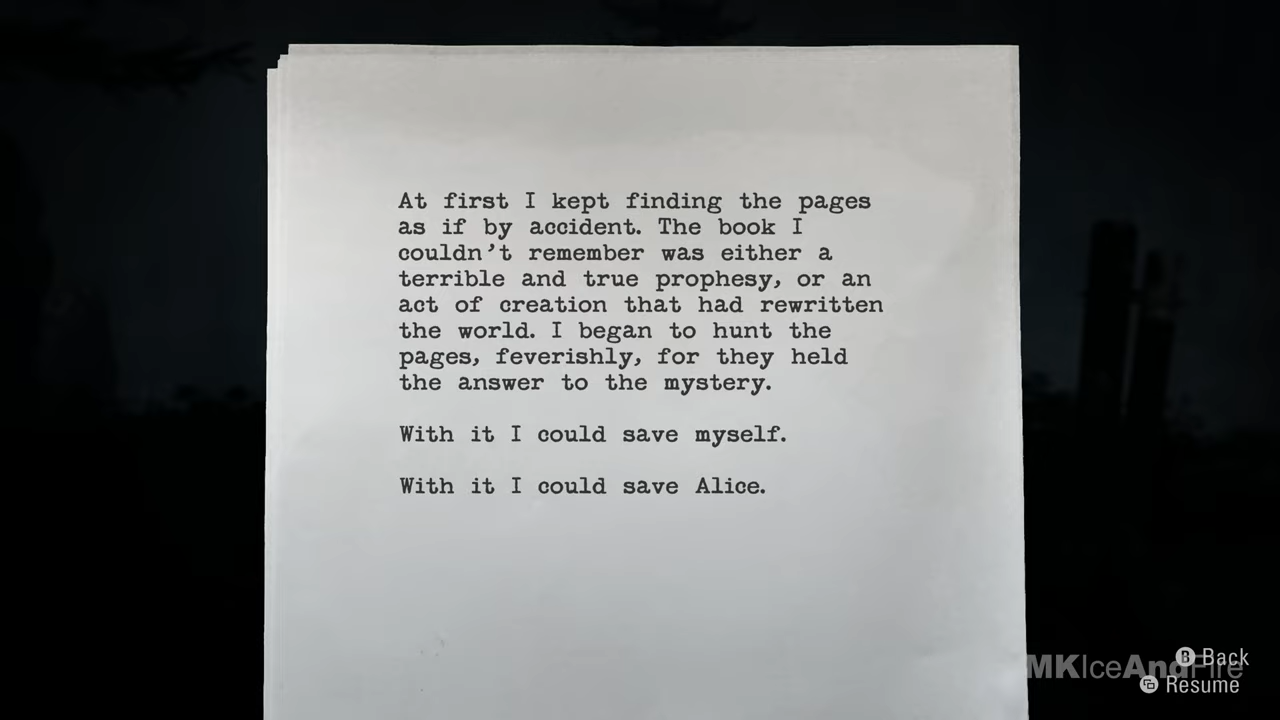 At first I kept finding the pages
as if by accident. The book I
couldn't remember was either a
terrible and true prophesy, or an
act of creation that had rewritten
the world. I began to hunt the
pages, feverishly, for they held
the answer to the mystery.
With it I could save myself.
With it I could save Alice.
MKIceAndFire
B Back
Resume